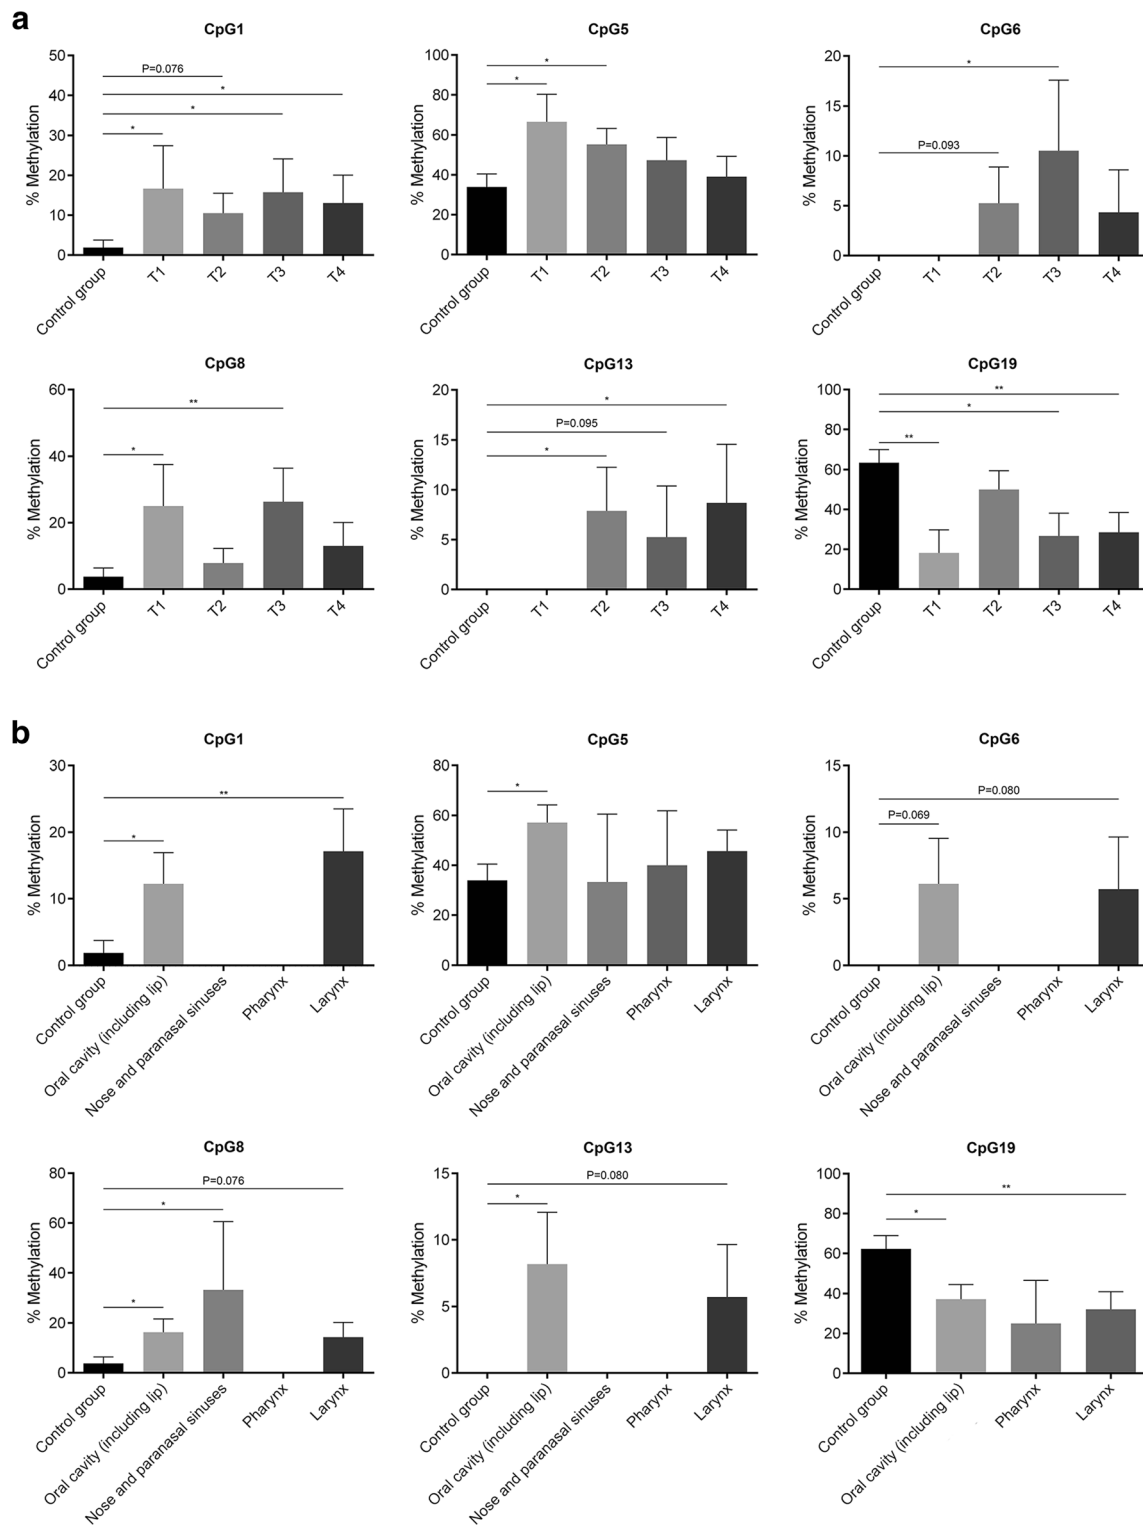 a
CpG1
% Methylation
50
40
30
20
10
0
P=0.076
*
*
*
Control group
T1
T2
T3
T4
CpG5
% Methylation
100
80
60
40
20
0
*
*
Control group
T1
T2
T3
T4
CpG6
% Methylation
20
15
10
5
0
*
P=0.093
Control group
T1
T2
T3
T4
CpG8
% Methylation
60
40
20
0
**
*
Control group
T1
T2
T3
T4
CpG13
% Methylation
20
15
10
5
0
*
P=0.095
*
Control group
T1
T2
T3
T4
CpG19
% Methylation
100
80
60
40
20
0
**
*
**
Control group
T1
T2
T3
T4
b
CpG1
% Methylation
30
20
10
0
**
*
Control group
Oral cavity (including lip)
Nose and paranasal sinuses
Pharynx
Larynx
CpG5
% Methylation
80
60
40
20
0
*
Control group
Oral cavity (including lip)
Nose and paranasal sinuses
Pharynx
Larynx
CpG6
% Methylation
15
10
5
0
P=0.080
P=0.069
Control group
Oral cavity (including lip)
Nose and paranasal sinuses
Pharynx
Larynx
CpG8
% Methylation
80
60
40
20
0
P=0.076
*
*
Control group
Oral cavity (including lip)
Nose and paranasal sinuses
Pharynx
Larynx
CpG13
% Methylation
15
10
5
0
P=0.080
*
Control group
Oral cavity (including lip)
Nose and paranasal sinuses
Pharynx
Larynx
CpG19
% Methylation
100
80
60
40
20
0
**
*
Control group
Oral cavity (including lip)
Pharynx
Larynx